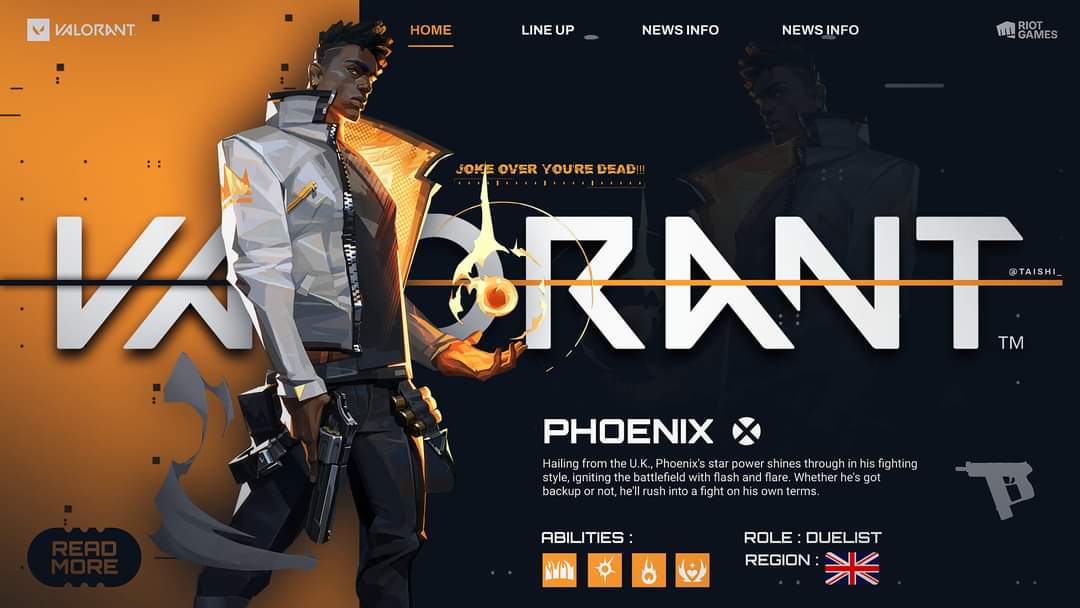 VALORANT
HOME
LINE UP
NEWS INFO
NEWS INFO
RIOT
GAMES
JOKE OVER YOU'RE DEAD!!!
VALORANT
@TAISHI_
TM
PHOENIX
Hailing from the U.K., Phoenix's star power shines through in his fighting
style, igniting the battlefield with flash and flare. Whether he's got
backup or not, he'll rush into a fight on his own terms.
ABILITIES :
ROLE : DUELIST
REGION :
READ
MORE